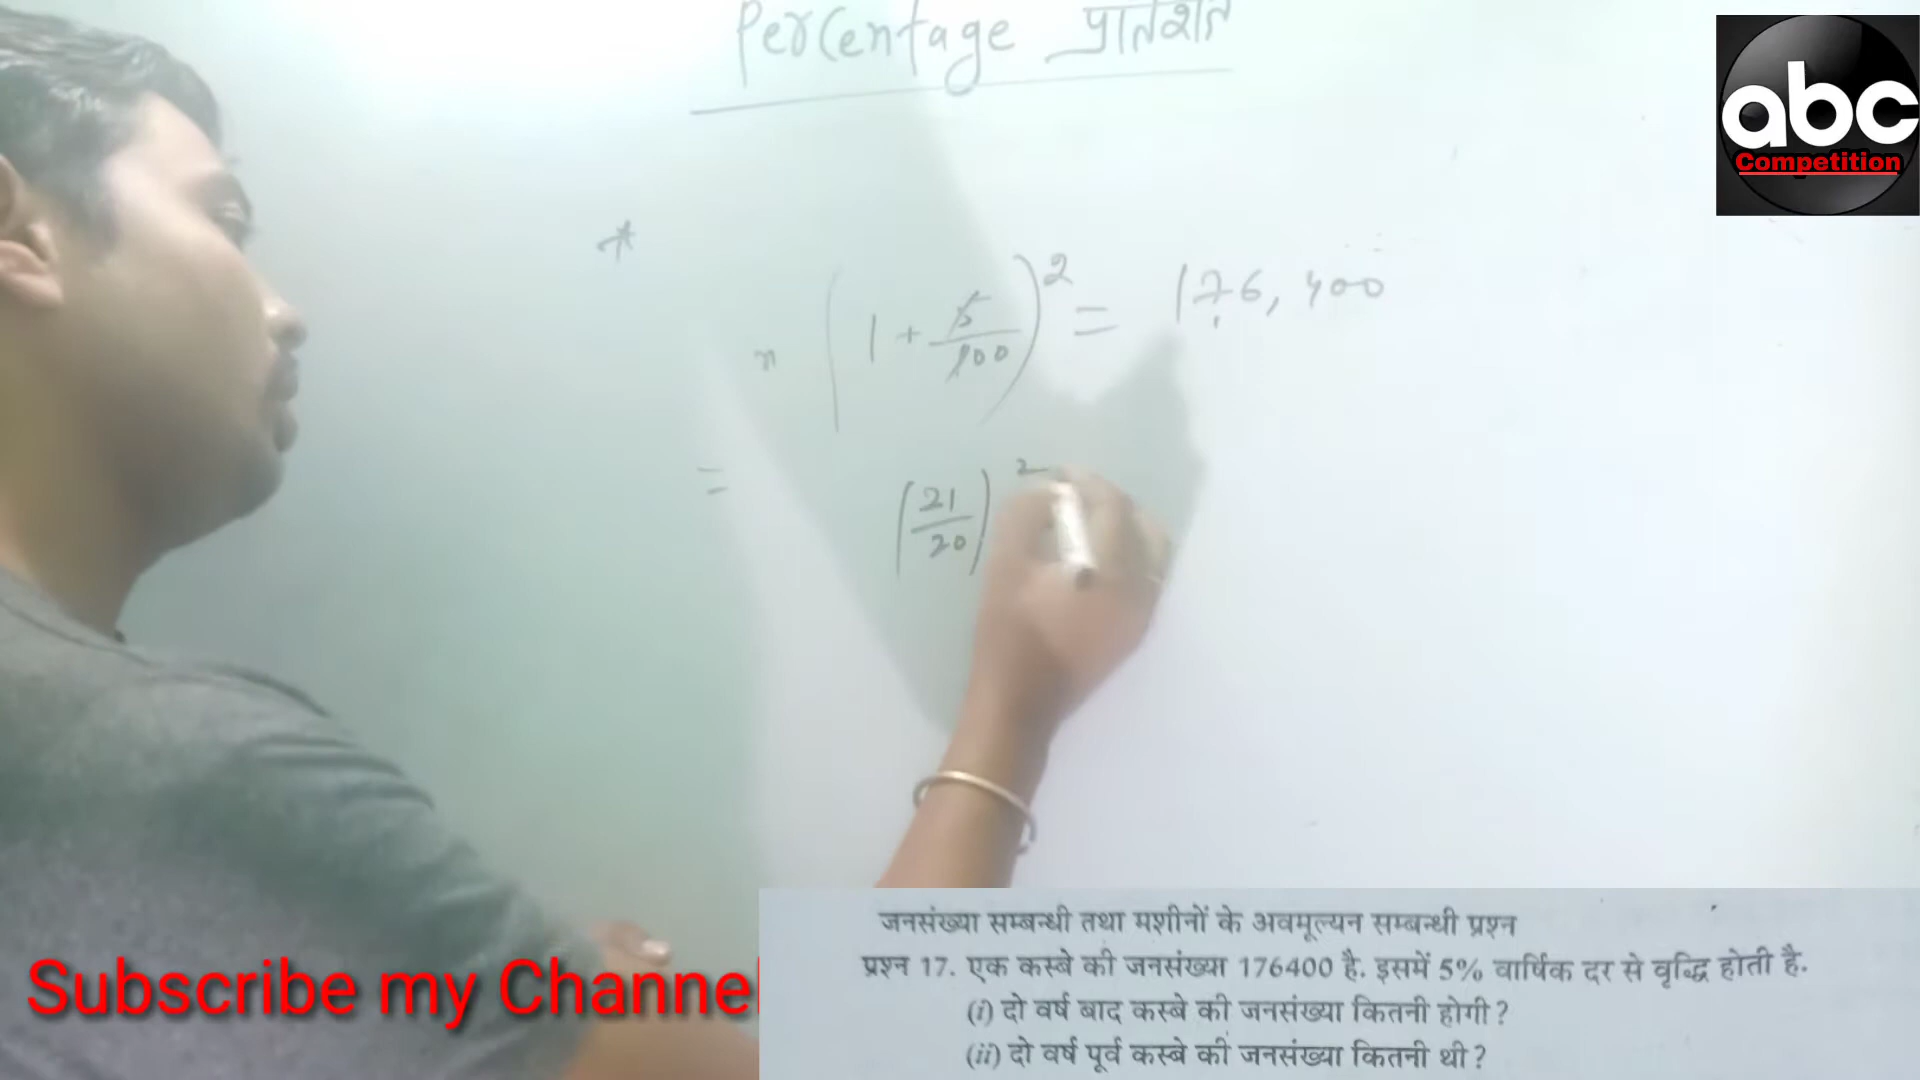 Percentage प्रतिशत
abc
Competition
x ( 1 + 5/100 )² = 176,400
= ( 21/20 )²
Subscribe my Channel
जनसंख्या सम्बन्धी तथा मशीनों के अवमूल्यन सम्बन्धी प्रश्न
प्रश्न 17. एक कस्बे की जनसंख्या 176400 है. इसमें 5% वार्षिक दर से वृद्धि होती है.
(i) दो वर्ष बाद कस्बे की जनसंख्या कितनी होगी ?
(ii) दो वर्ष पूर्व कस्बे की जनसंख्या कितनी थी ?